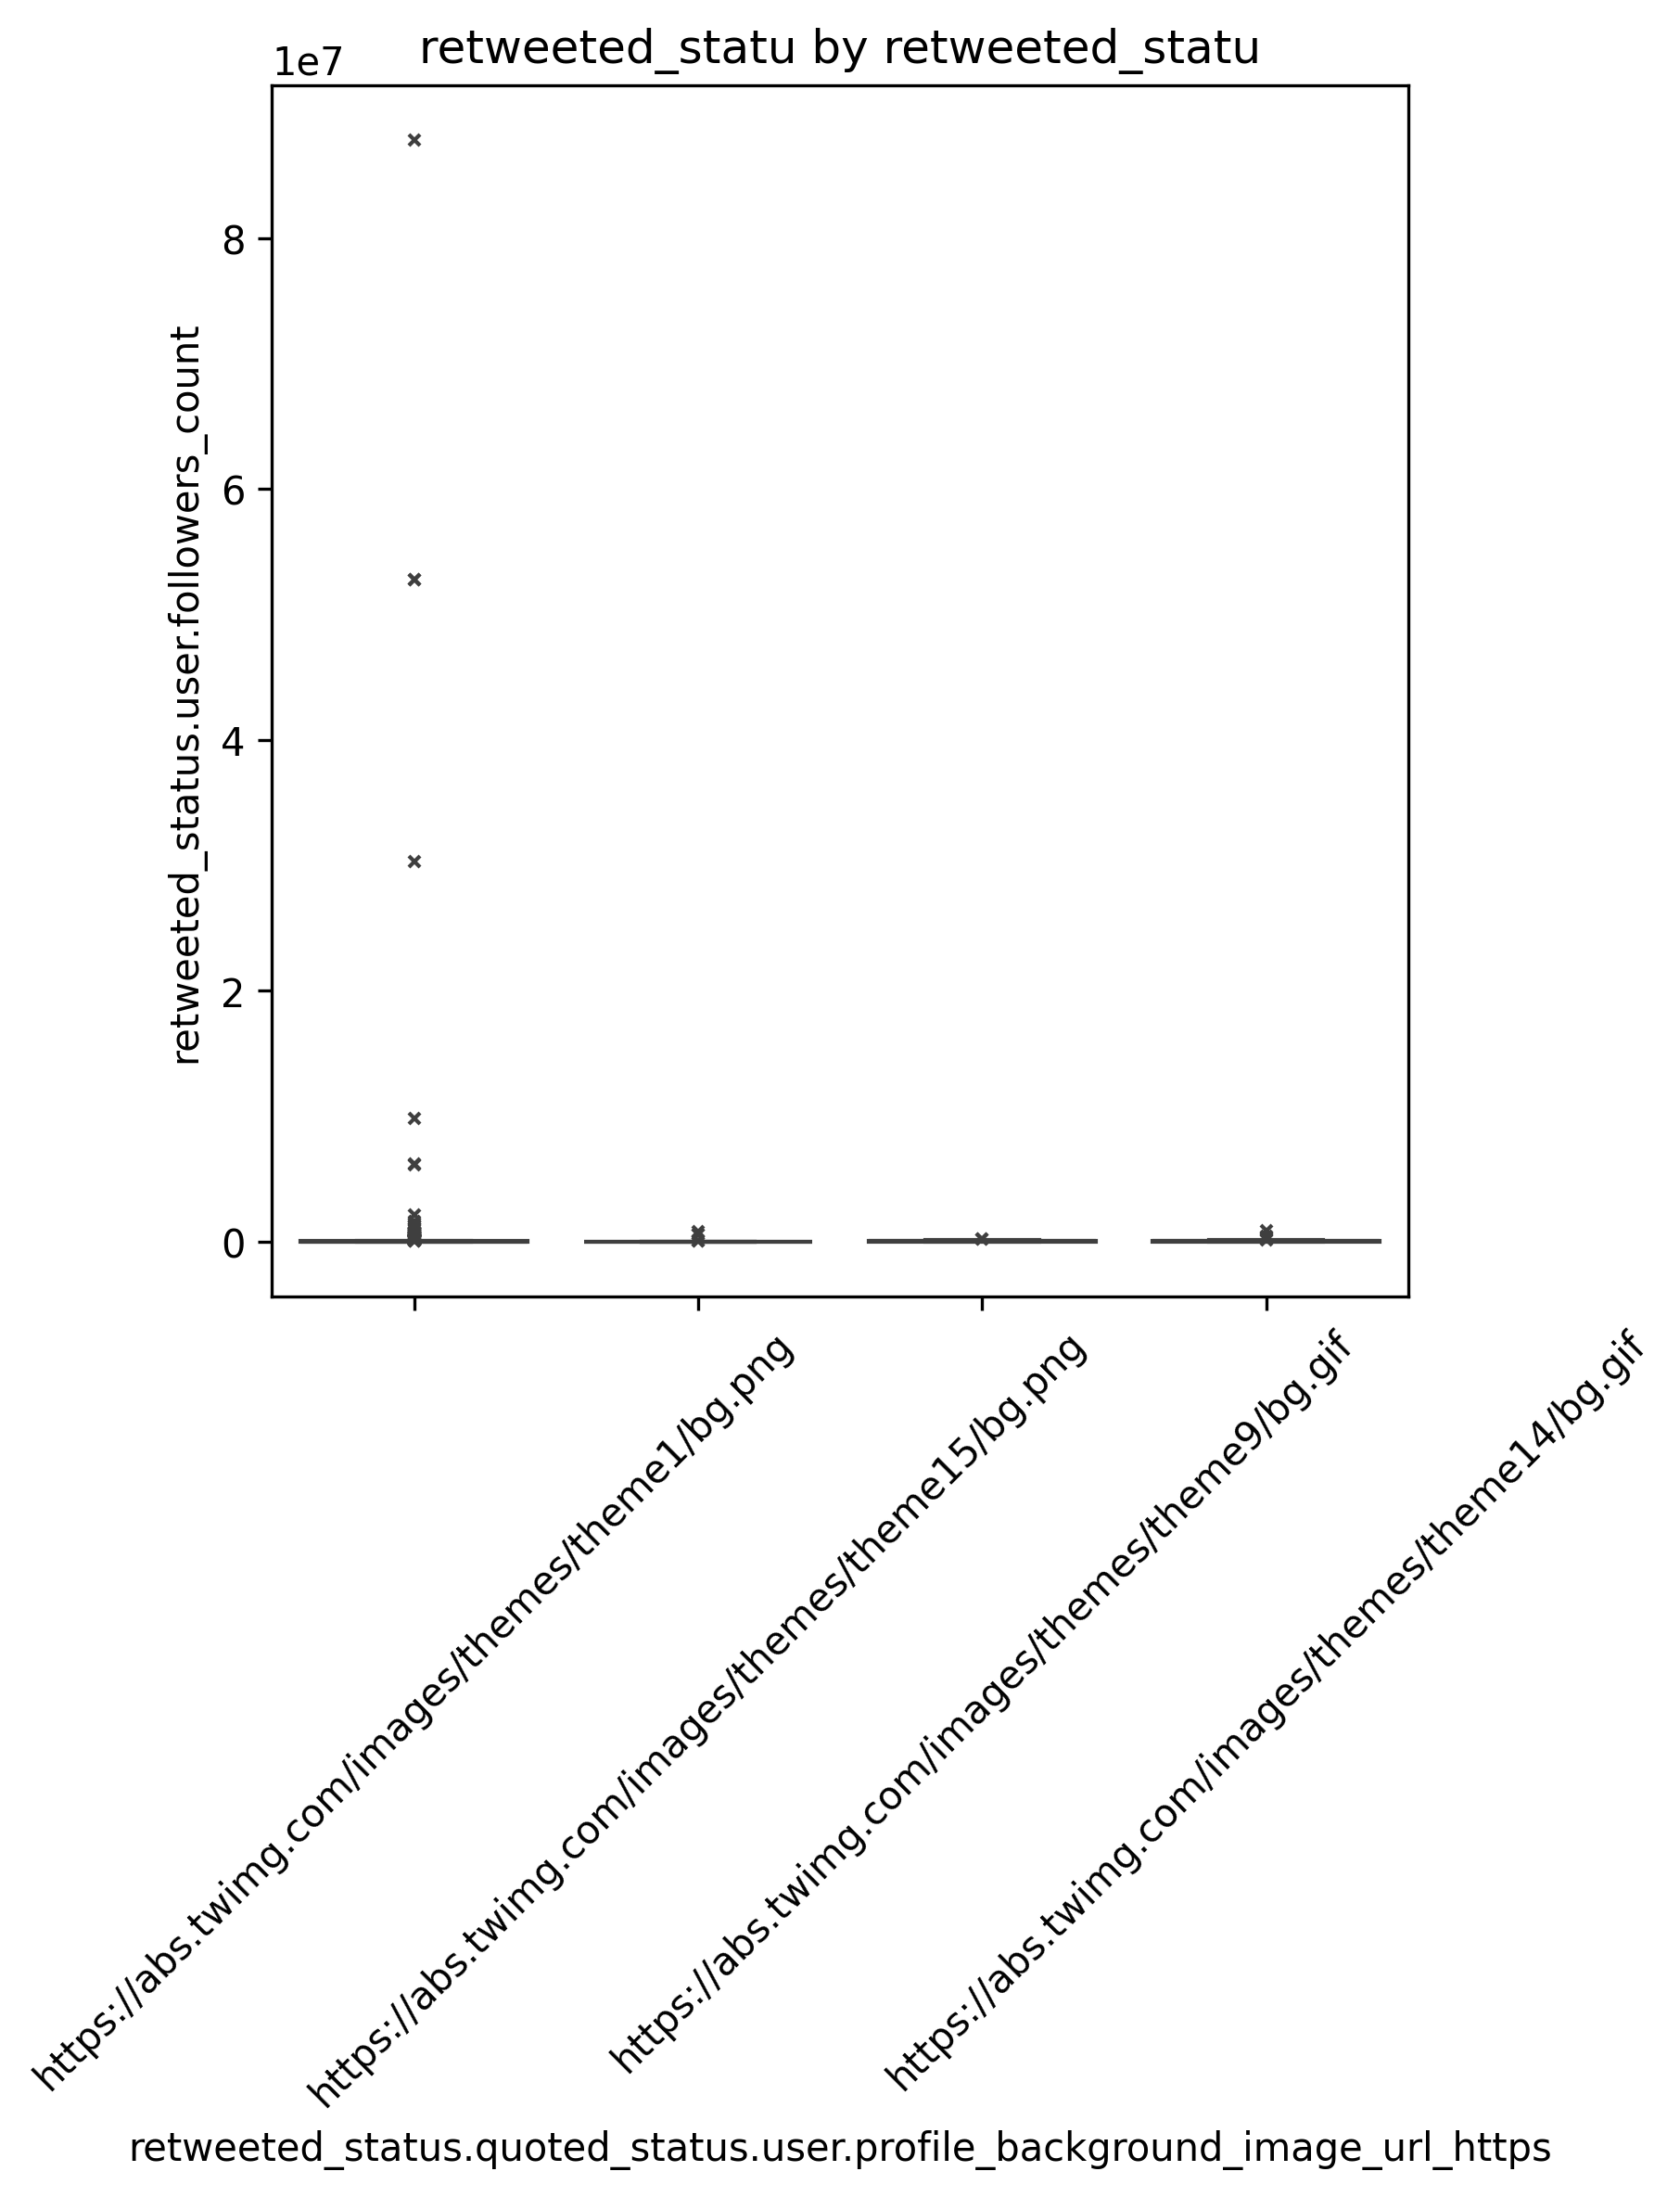 retweeted_statu by retweeted_statu
1e7
8
6
4
2
0
retweeted_status.user.followers_count
https://abs.twimg.com/images/themes/theme1/bg.png
https://abs.twimg.com/images/themes/theme15/bg.png
https://abs.twimg.com/images/themes/theme9/bg.gif
https://abs.twimg.com/images/themes/theme14/bg.gif
retweeted_status.quoted_status.user.profile_background_image_url_https